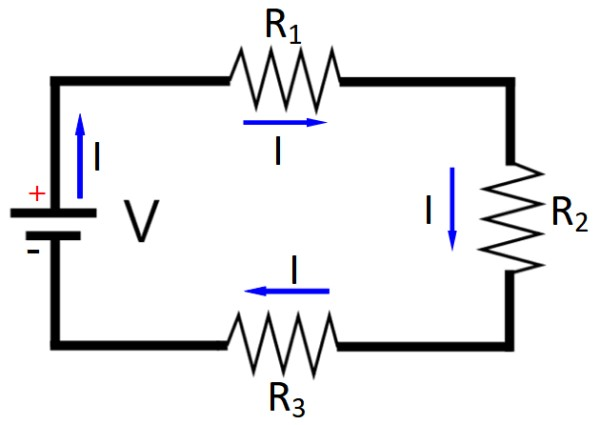 R₁
I
+
I
V
I
R₂
-
I
R₃